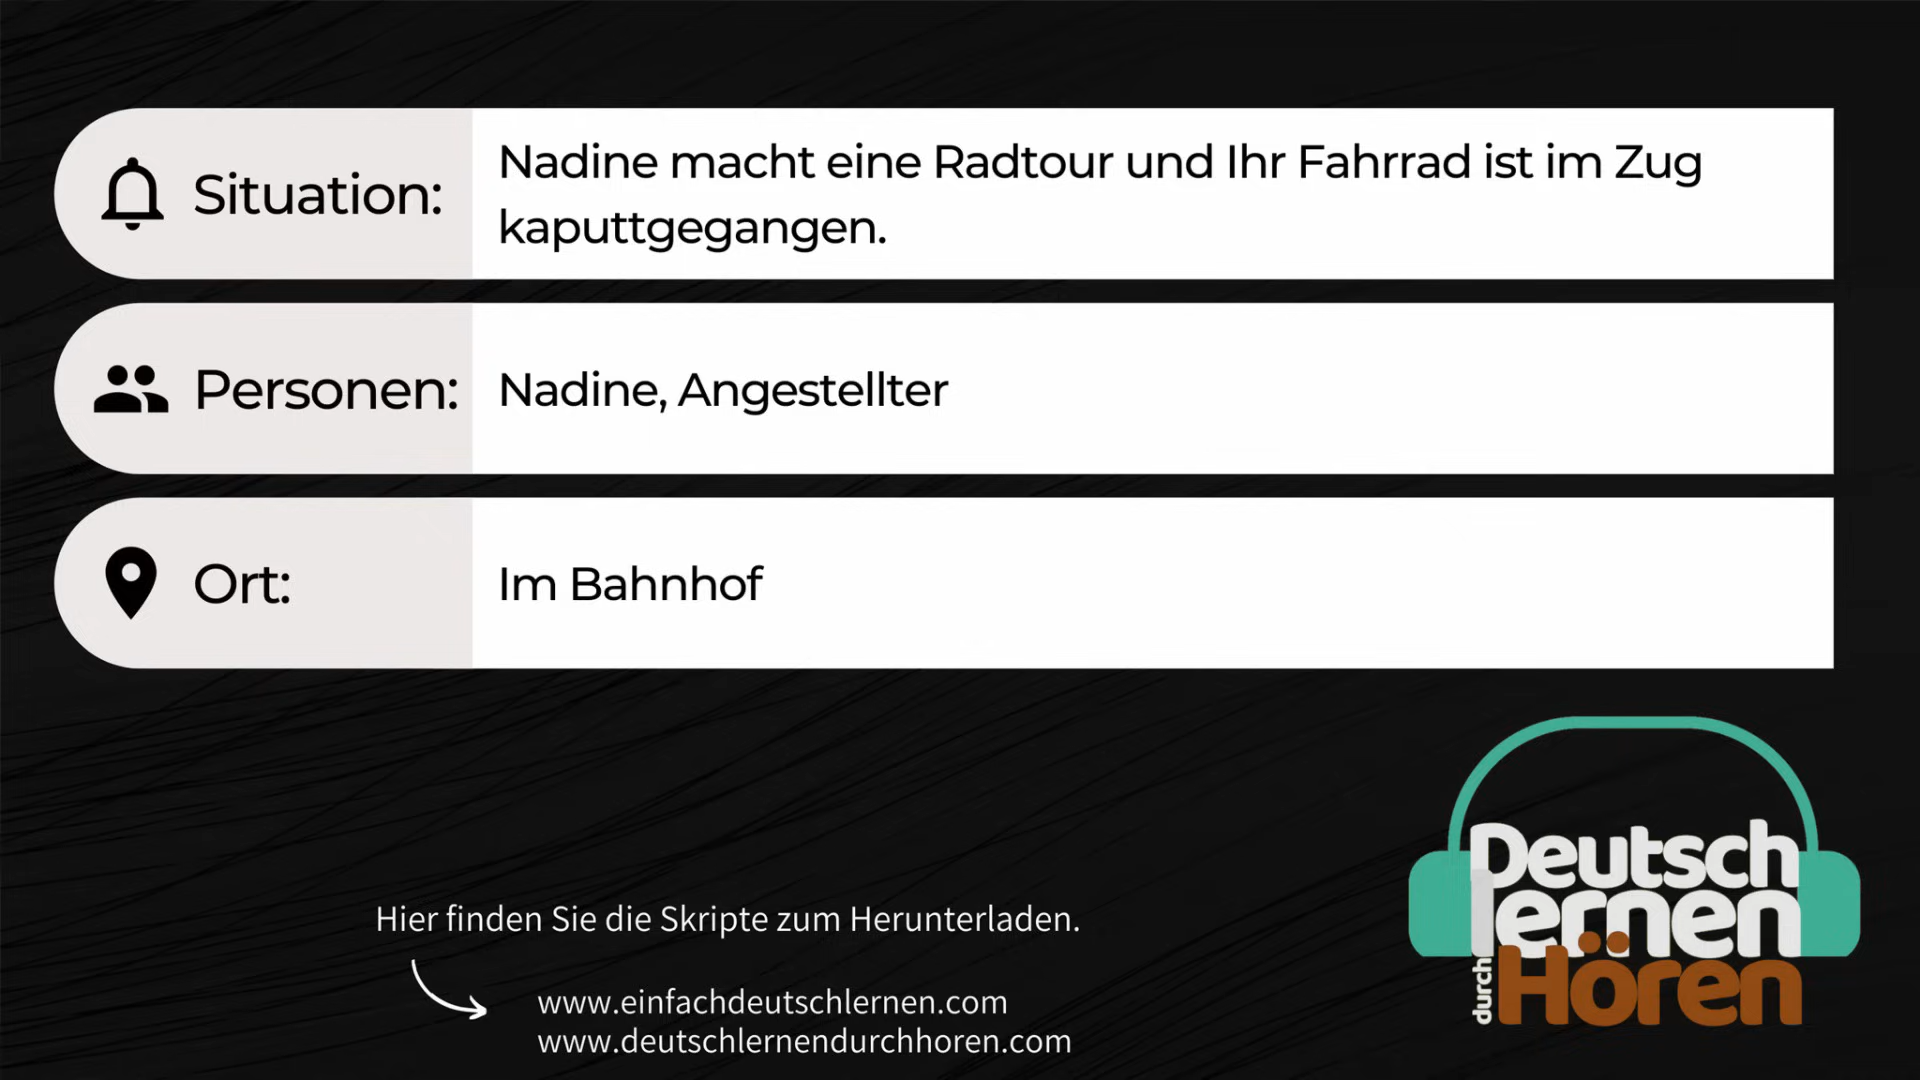 Situation:
Nadine macht eine Radtour und Ihr Fahrrad ist im Zug
kaputtgegangen.
Personen:
Nadine, Angestellter
Ort:
Im Bahnhof
Hier finden Sie die Skripte zum Herunterladen.
www.einfachdeutschlernen.com
www.deutschlernendurchhoren.com
Deutsch
lernen
durch
Hören